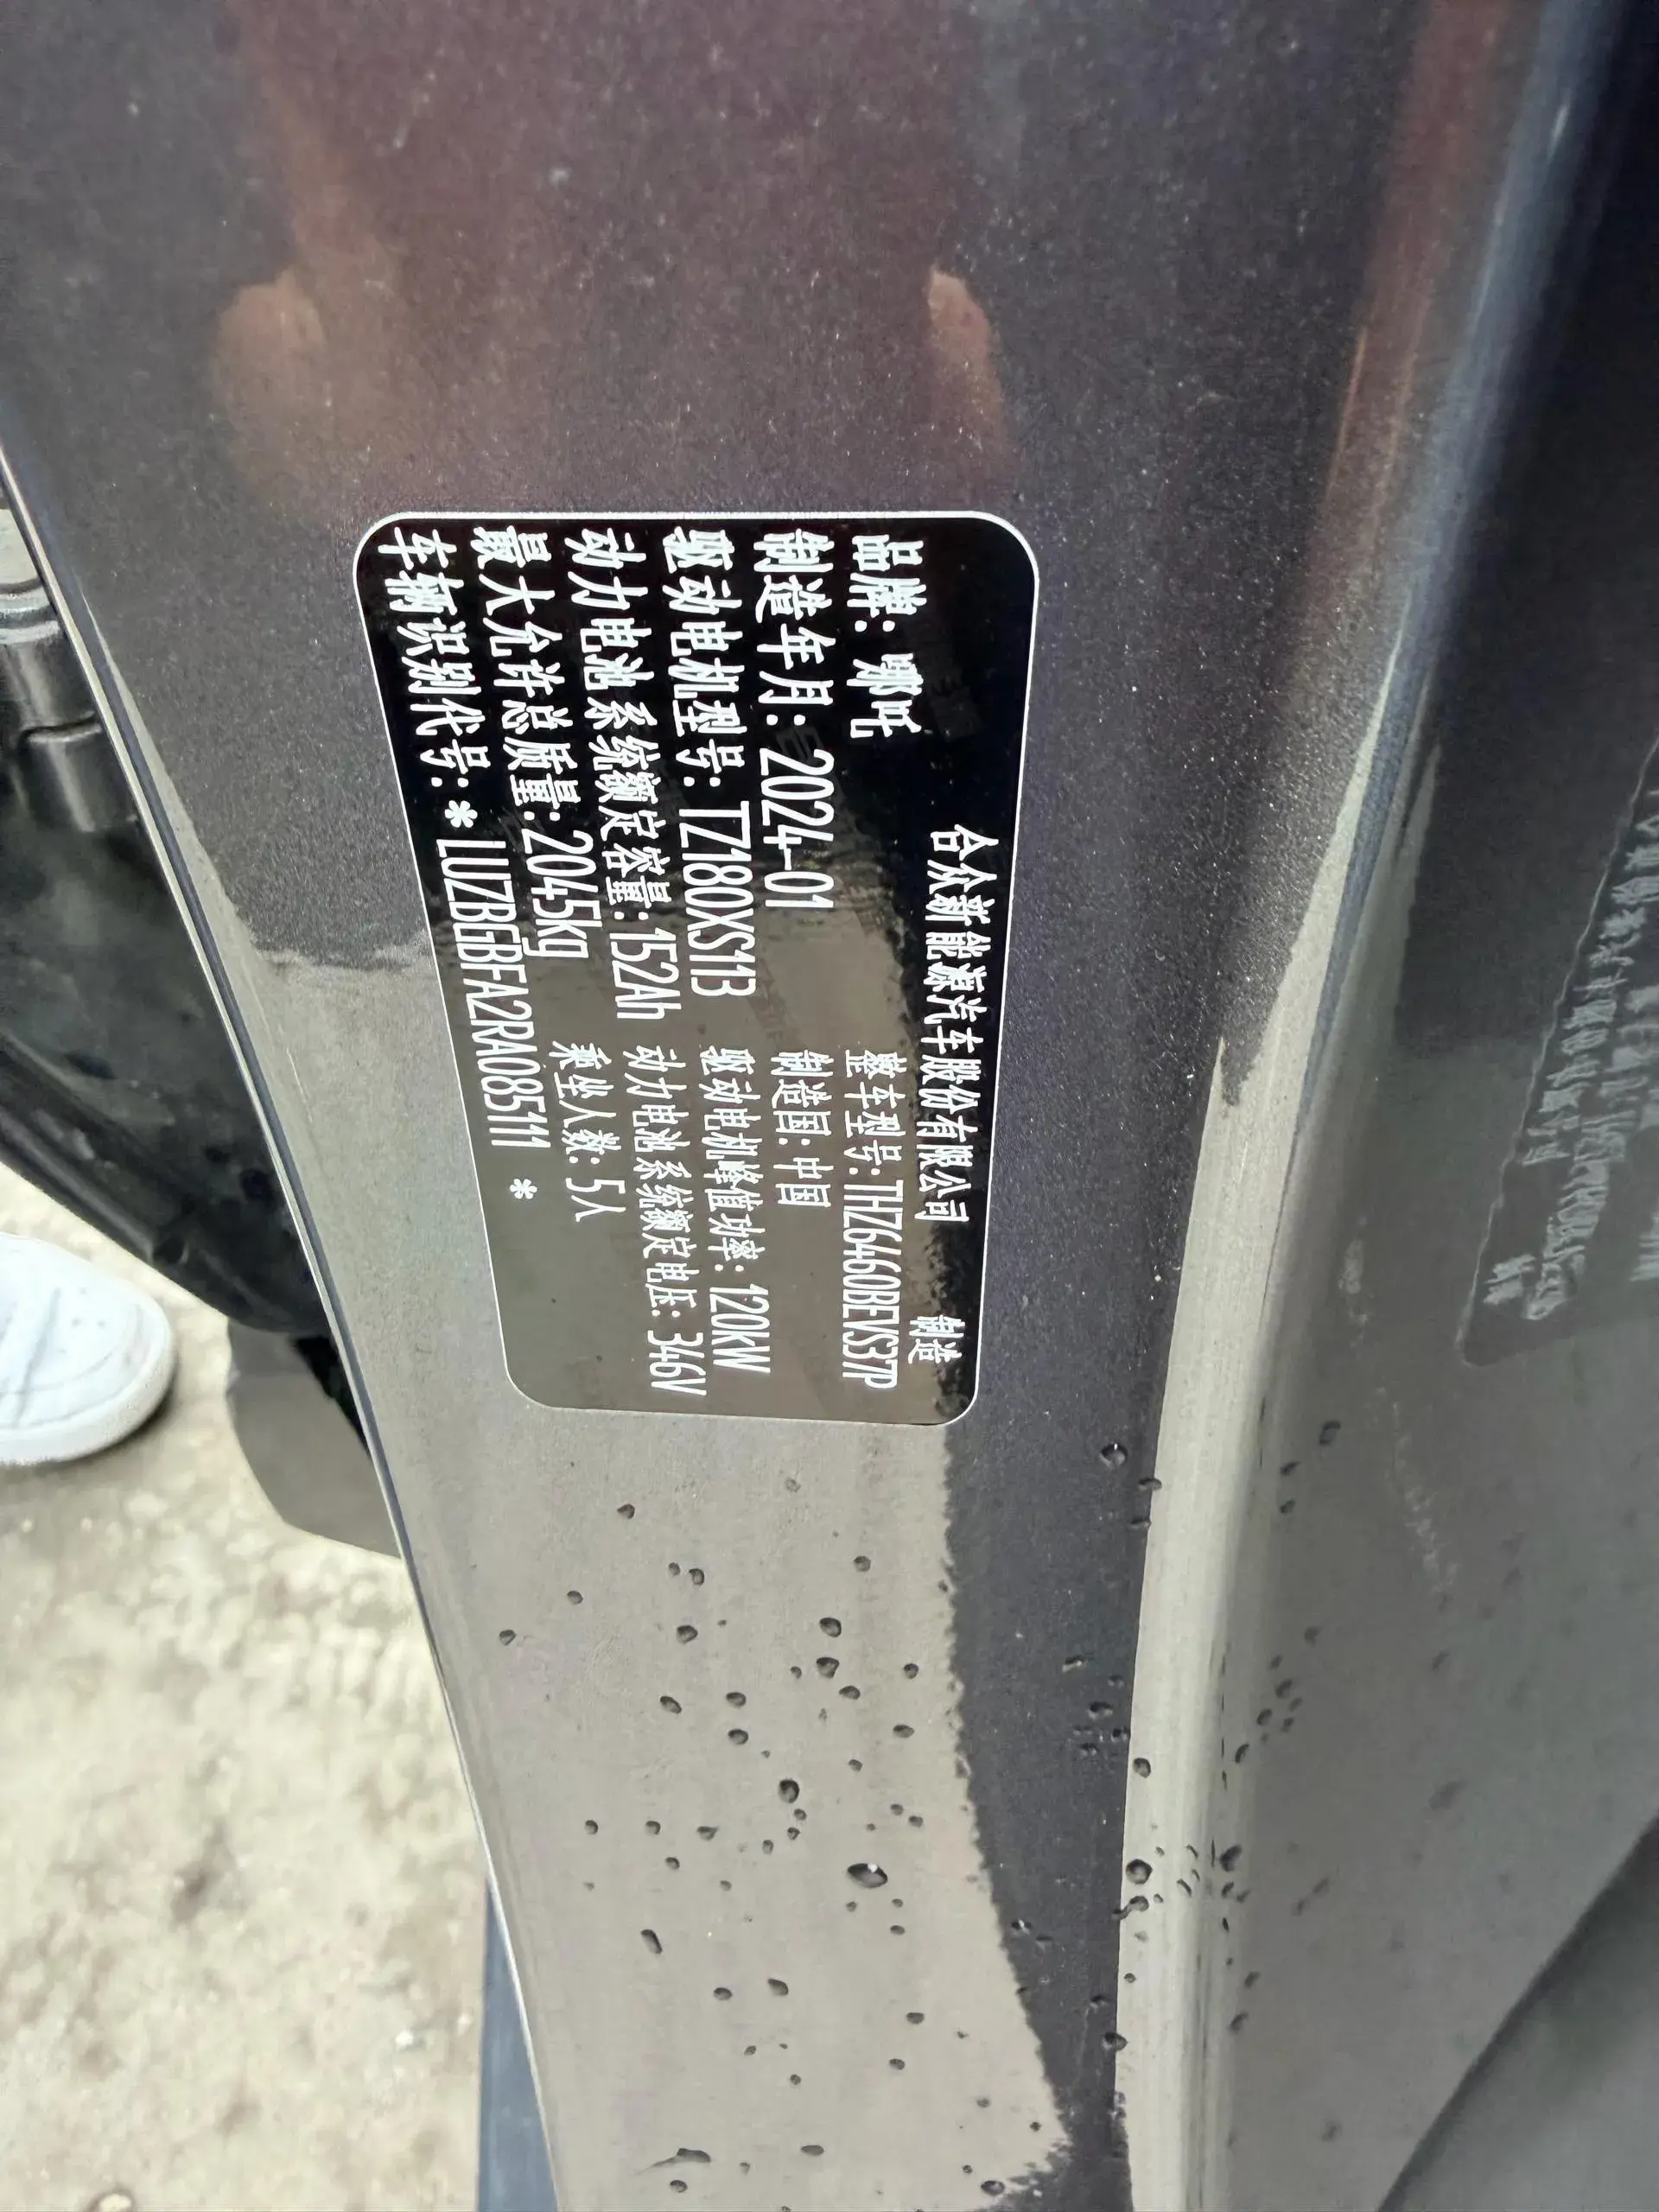 合众新能源汽车股份有限公司 制造
品牌: 哪吒 整车型号: THZ6460BEVS37P
制造年月: 2024-01 制造国: 中国
驱动电机型号: TZ180XS113 驱动电机峰值功率: 120kW
动力电池系统额定容量: 152Ah 动力电池系统额定电压: 346V
最大允许总质量: 2045kg 乘坐人数: 5人
车辆识别代号: * LUZBGBFA2RA085111 *